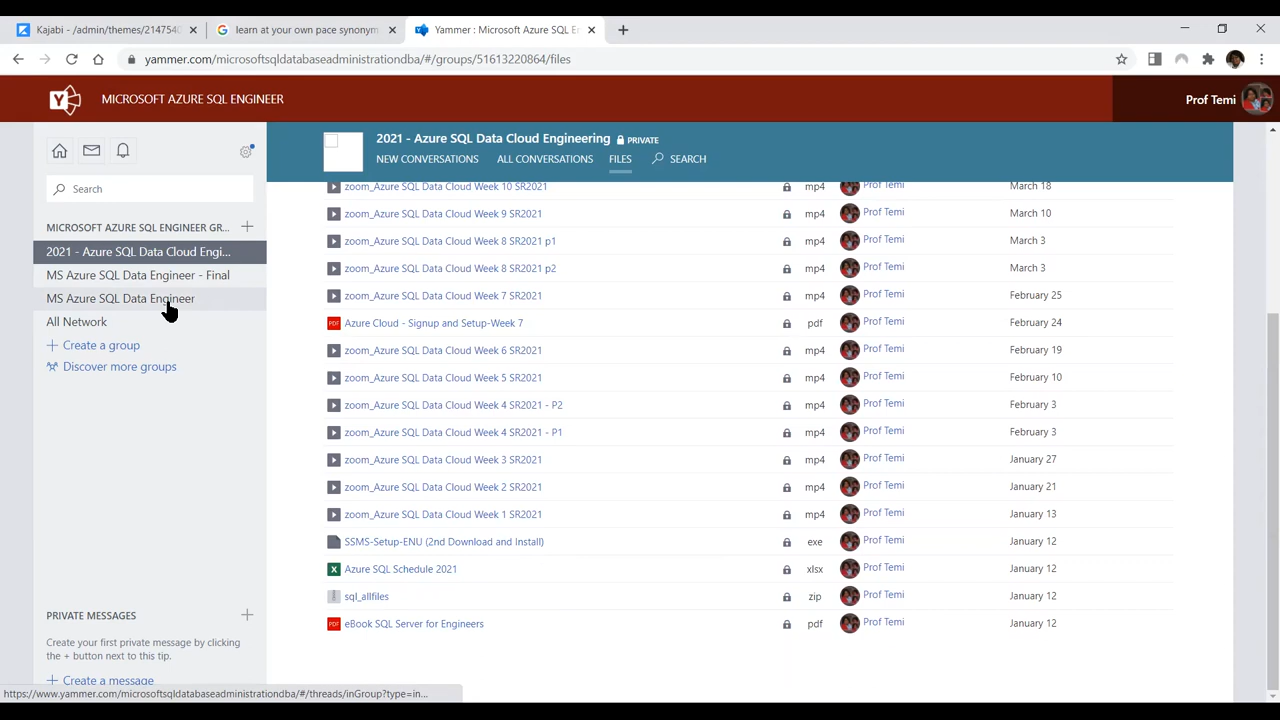 Kajabi - /admin/themes/2147540
learn at your own pace synonym
Yammer : Microsoft Azure SQL En
yammer.com/microsoftsqldatabaseadministrationdba/#/groups/51613220864/files
MICROSOFT AZURE SQL ENGINEER
Prof Temi
2021 - Azure SQL Data Cloud Engineering PRIVATE
NEW CONVERSATIONS ALL CONVERSATIONS FILES SEARCH
Search
MICROSOFT AZURE SQL ENGINEER GR...
2021 - Azure SQL Data Cloud Engi...
MS Azure SQL Data Engineer - Final
MS Azure SQL Data Engineer
All Network
Create a group
Discover more groups
PRIVATE MESSAGES
Create your first private message by clicking
the + button next to this tip.
Create a message
zoom_Azure SQL Data Cloud Week 10 SR2021 mp4 Prof Temi March 18
zoom_Azure SQL Data Cloud Week 9 SR2021 mp4 Prof Temi March 10
zoom_Azure SQL Data Cloud Week 8 SR2021 p1 mp4 Prof Temi March 3
zoom_Azure SQL Data Cloud Week 8 SR2021 p2 mp4 Prof Temi March 3
zoom_Azure SQL Data Cloud Week 7 SR2021 mp4 Prof Temi February 25
Azure Cloud - Signup and Setup-Week 7 pdf Prof Temi February 24
zoom_Azure SQL Data Cloud Week 6 SR2021 mp4 Prof Temi February 19
zoom_Azure SQL Data Cloud Week 5 SR2021 mp4 Prof Temi February 10
zoom_Azure SQL Data Cloud Week 4 SR2021 - P2 mp4 Prof Temi February 3
zoom_Azure SQL Data Cloud Week 4 SR2021 - P1 mp4 Prof Temi February 3
zoom_Azure SQL Data Cloud Week 3 SR2021 mp4 Prof Temi January 27
zoom_Azure SQL Data Cloud Week 2 SR2021 mp4 Prof Temi January 21
zoom_Azure SQL Data Cloud Week 1 SR2021 mp4 Prof Temi January 13
SSMS-Setup-ENU (2nd Download and Install) exe Prof Temi January 12
Azure SQL Schedule 2021 xlsx Prof Temi January 12
sql_allfiles zip Prof Temi January 12
PDF eBook SQL Server for Engineers pdf Prof Temi January 12
https://www.yammer.com/microsoftsqldatabaseadministrationdba/#/threads/inGroup?type=in...